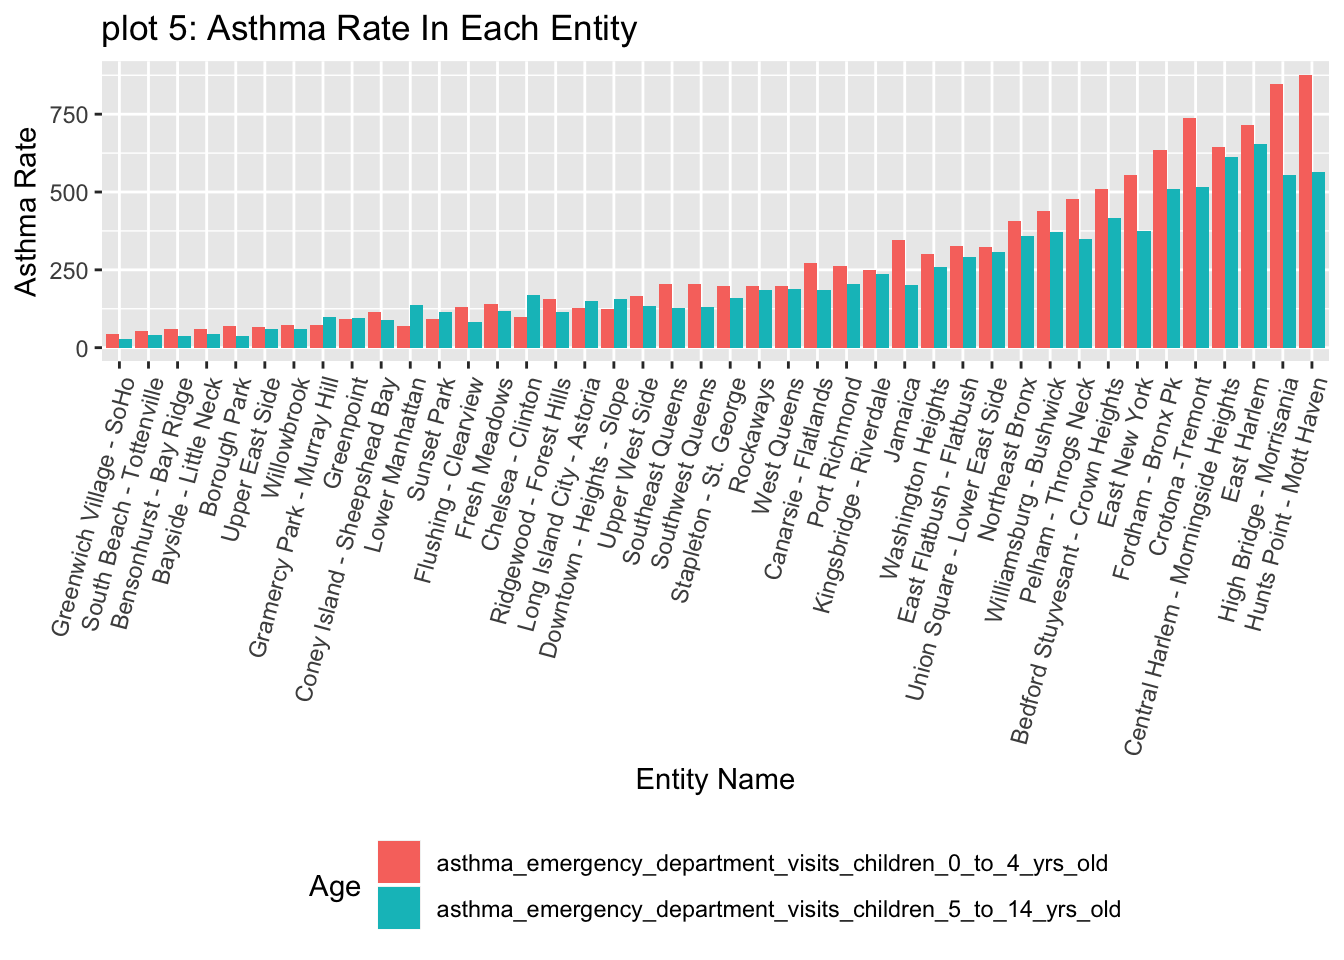 plot 5: Asthma Rate In Each Entity
Asthma Rate
750
500
250
0
Greenwich Village - SoHo
South Beach - Tottenville
Bensonhurst - Bay Ridge
Bayside - Little Neck
Borough Park
Upper East Side
Willowbrook
Gramercy Park - Murray Hill
Greenpoint
Coney Island - Sheepshead Bay
Lower Manhattan
Sunset Park
Flushing - Clearview
Fresh Meadows
Chelsea - Clinton
Ridgewood - Forest Hills
Long Island City - Astoria
Downtown - Heights - Slope
Upper West Side
Southeast Queens
Southwest Queens
Stapleton - St. George
Rockaways
West Queens
Canarsie - Flatlands
Port Richmond
Kingsbridge - Riverdale
Jamaica
Washington Heights
East Flatbush - Flatbush
Union Square - Lower East Side
Northeast Bronx
Williamsburg - Bushwick
Pelham - Throgs Neck
Bedford Stuyvesant - Crown Heights
East New York
Fordham - Bronx Pk
Crotona -Tremont
Central Harlem - Morningside Heights
East Harlem
High Bridge - Morrisania
Hunts Point - Mott Haven
Entity Name
Age
asthma_emergency_department_visits_children_0_to_4_yrs_old
asthma_emergency_department_visits_children_5_to_14_yrs_old